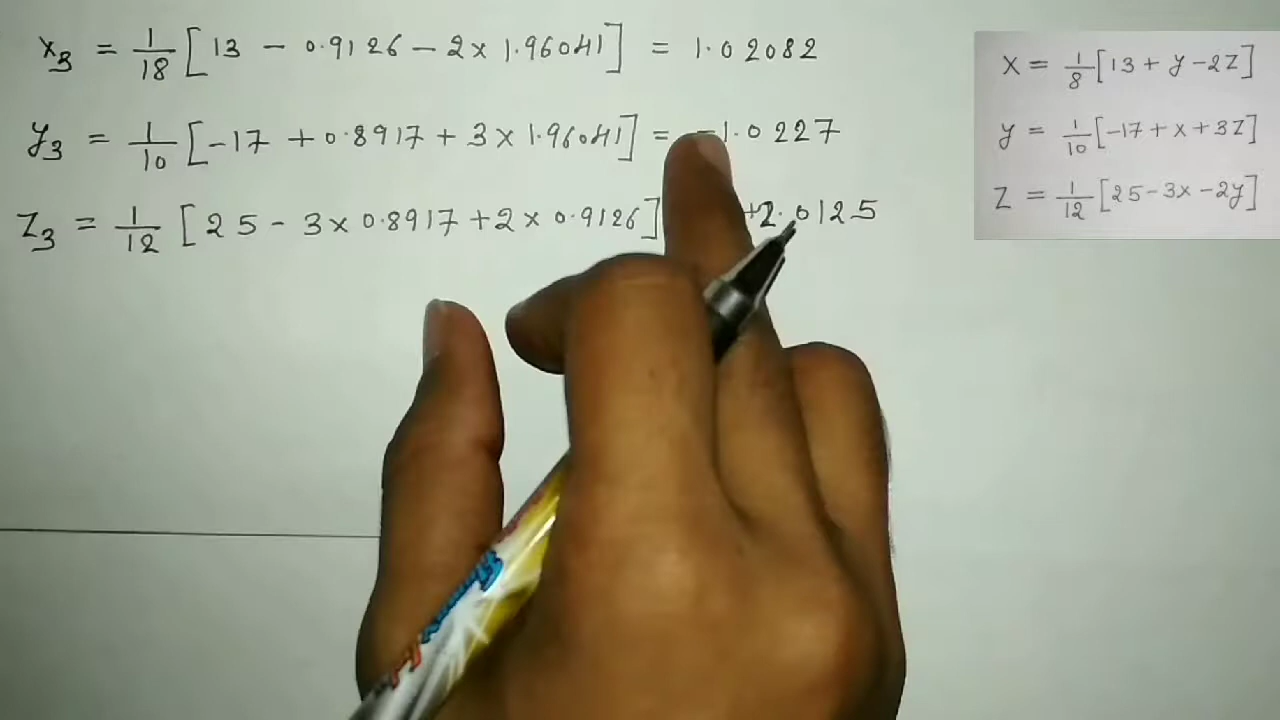 x₃ = 1/18 [13 - 0.9126 - 2 x 1.96041] = 1.02082
y₃ = 1/10 [-17 + 0.8917 + 3 x 1.96041] = -1.0227
Z₃ = 1/12 [25 - 3 x 0.8917 + 2 x 0.9126] +2.0125
X = 1/8 [13 + y - 2Z]
y = 1/10 [-17 + x + 3Z]
Z = 1/12 [25 - 3x - 2y]